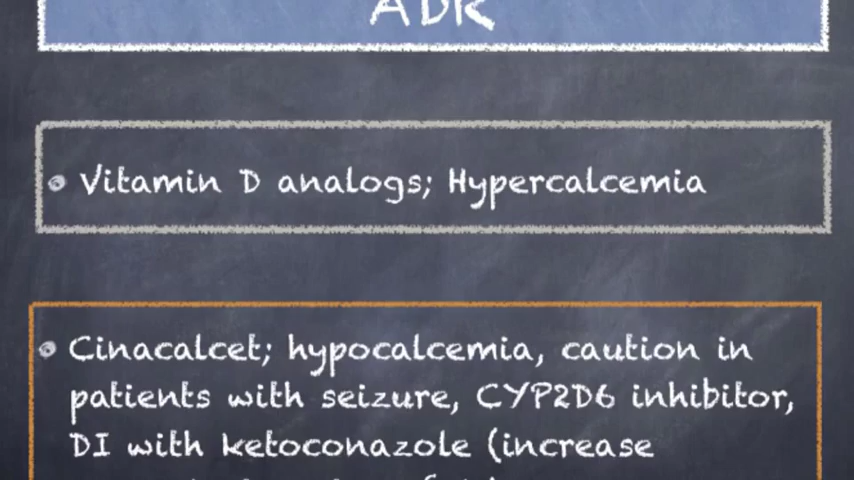 ADR
Vitamin D analogs; Hypercalcemia
Cinacalcet; hypocalcemia, caution in
patients with seizure, CYP2D6 inhibitor,
DI with ketoconazole (increase